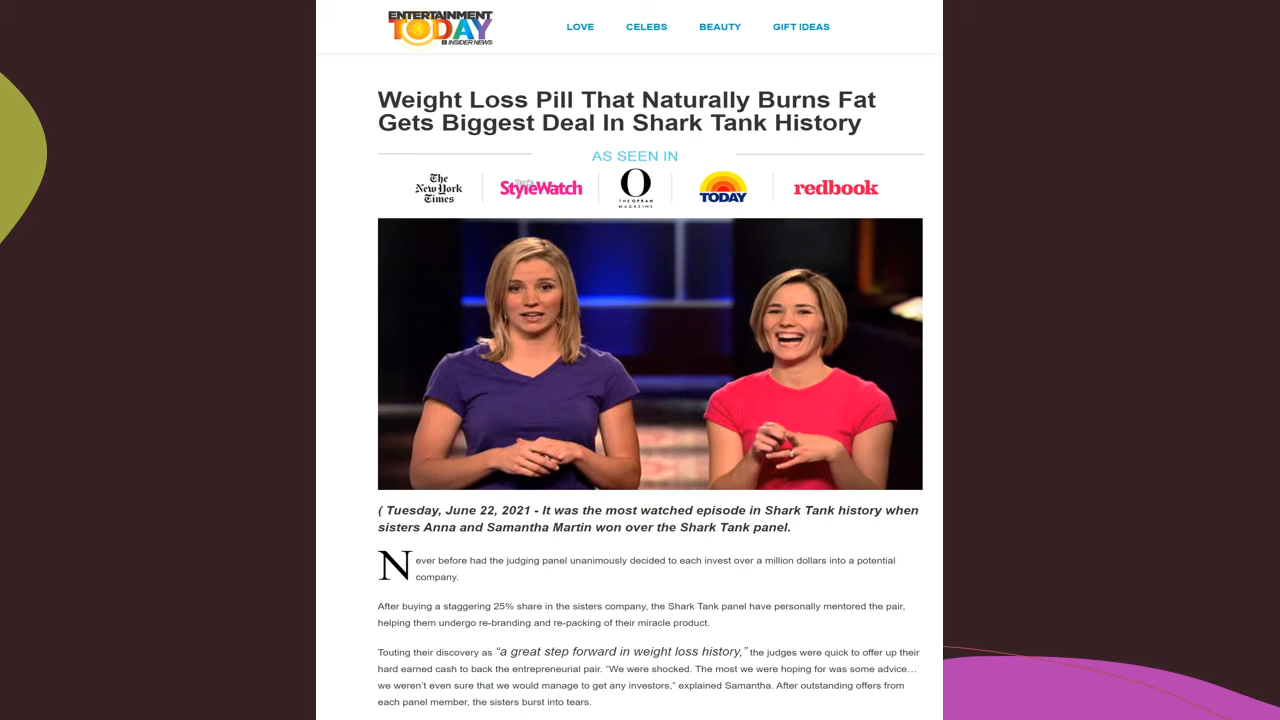 ENTERTAINMENT
TODAY
INSIDER NEWS
LOVE CELEBS BEAUTY GIFT IDEAS
Weight Loss Pill That Naturally Burns Fat
Gets Biggest Deal In Shark Tank History
AS SEEN IN
The
New York
Times
StyleWatch
O
THE OPRAH
MAGAZINE
TODAY
redbook
( Tuesday, June 22, 2021 - It was the most watched episode in Shark Tank history when
sisters Anna and Samantha Martin won over the Shark Tank panel.
Never before had the judging panel unanimously decided to each invest over a million dollars into a potential
company.
After buying a staggering 25% share in the sisters company, the Shark Tank panel have personally mentored the pair,
helping them undergo re-branding and re-packing of their miracle product.
Touting their discovery as “a great step forward in weight loss history,” the judges were quick to offer up their
hard earned cash to back the entrepreneurial pair. “We were shocked. The most we were hoping for was some advice…
we weren’t even sure that we would manage to get any investors,” explained Samantha. After outstanding offers from
each panel member, the sisters burst into tears.